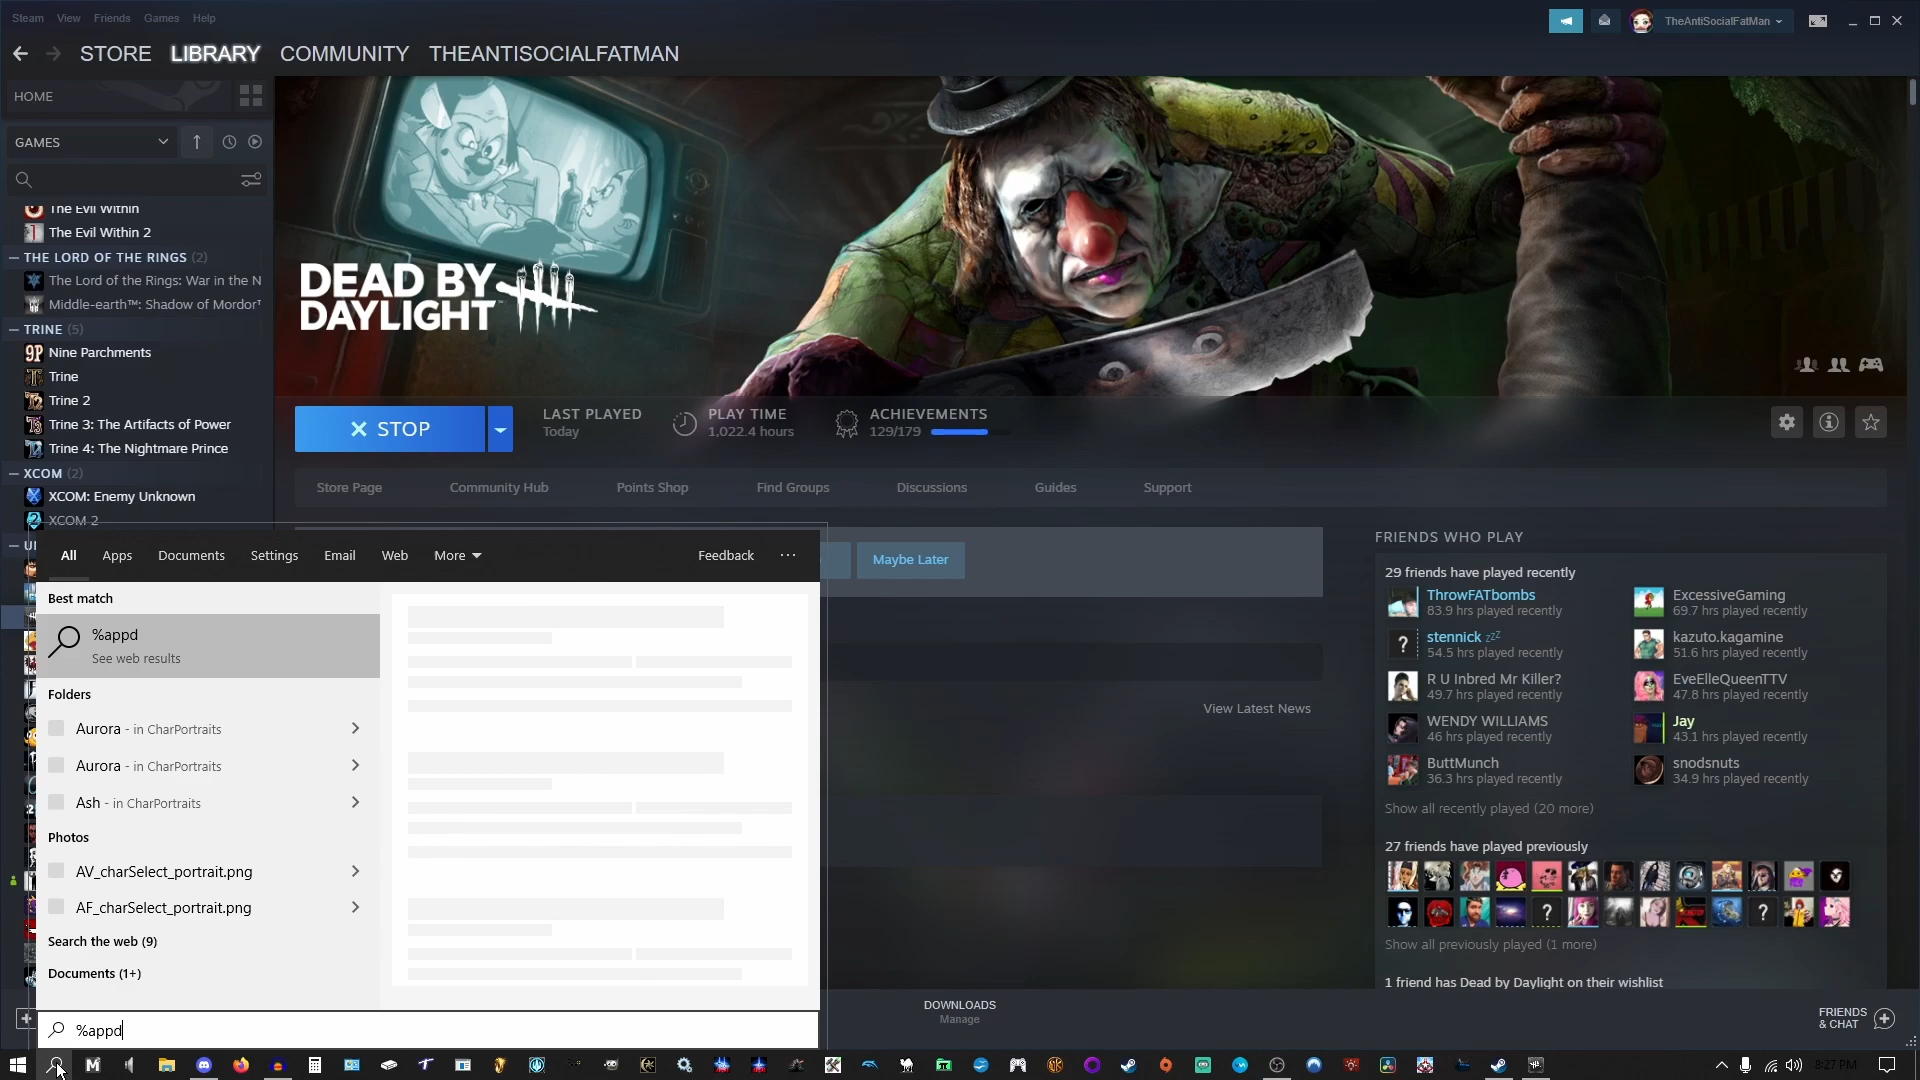 Steam View Friends Games Help
TheAntiSocialFatMan
STORE LIBRARY COMMUNITY THEANTISOCIALFATMAN
HOME
GAMES
The Evil Within
The Evil Within 2
THE LORD OF THE RINGS (2)
The Lord of the Rings: War in the N
Middle-earth™: Shadow of Mordor™
TRINE (5)
Nine Parchments
Trine
Trine 2
Trine 3: The Artifacts of Power
Trine 4: The Nightmare Prince
XCOM (2)
XCOM: Enemy Unknown
XCOM 2
DEAD BY
DAYLIGHT
STOP
LAST PLAYED
Today
PLAY TIME
1,022.4 hours
ACHIEVEMENTS
129/179
Store Page Community Hub Points Shop Find Groups Discussions Guides Support
Maybe Later
View Latest News
All Apps Documents Settings Email Web More Feedback ...
Best match
%appd
See web results
Folders
Aurora - in CharPortraits
Aurora - in CharPortraits
Ash - in CharPortraits
Photos
AV_charSelect_portrait.png
AF_charSelect_portrait.png
Search the web (9)
Documents (1+)
%appd
FRIENDS WHO PLAY
29 friends have played recently
ThrowFATbombs
83.9 hrs played recently
ExcessiveGaming
69.7 hrs played recently
stennick zzZ
54.5 hrs played recently
kazuto.kagamine
51.6 hrs played recently
R U Inbred Mr Killer?
49.7 hrs played recently
EveElleQueenTTV
47.8 hrs played recently
WENDY WILLIAMS
46 hrs played recently
Jay
43.1 hrs played recently
ButtMunch
36.3 hrs played recently
snodsnuts
34.9 hrs played recently
Show all recently played (20 more)
27 friends have played previously
Show all previously played (1 more)
1 friend has Dead by Daylight on their wishlist
DOWNLOADS
Manage
FRIENDS
& CHAT
8:27 PM